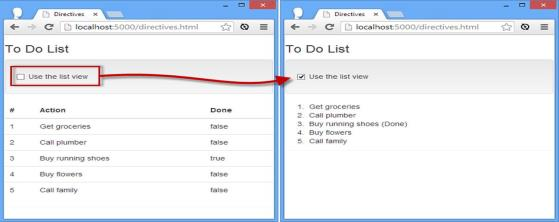 Directives
localhost:5000/directives.html
To Do List
Use the list view
# Action Done
1 Get groceries false
2 Call plumber false
3 Buy running shoes true
4 Buy flowers false
5 Call family false
Directives
localhost:5000/directives.html
To Do List
Use the list view
1. Get groceries
2. Call plumber
3. Buy running shoes (Done)
4. Buy flowers
5. Call family